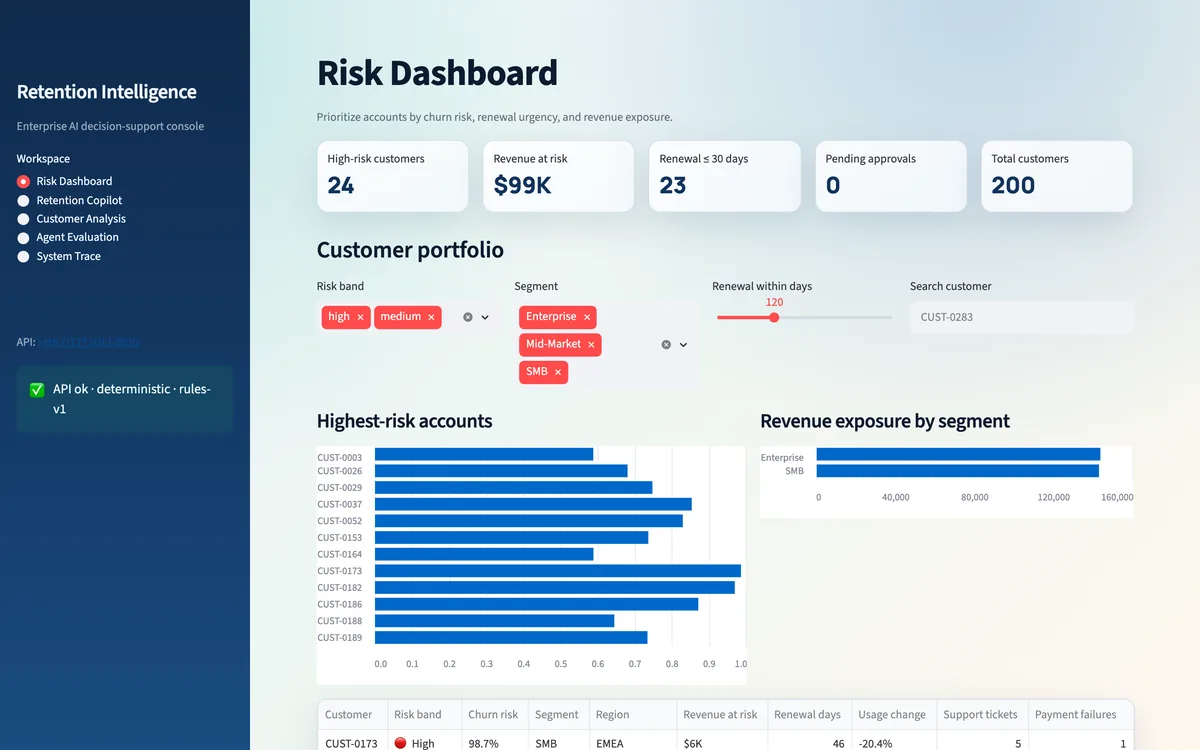 Retention Intelligence
Enterprise AI decision-support console
Workspace
Risk Dashboard
Retention Copilot
Customer Analysis
Agent Evaluation
System Trace
API:
API ok · deterministic · rules-
v1
Risk Dashboard
Prioritize accounts by churn risk, renewal urgency, and revenue exposure.
High-risk customers
24
Revenue at risk
$99K
Renewal ≤ 30 days
23
Pending approvals
0
Total customers
200
Customer portfolio
Risk band
high × medium ×
Segment
Enterprise ×
Mid-Market ×
SMB ×
Renewal within days
120
Search customer
CUST-0283
Highest-risk accounts
CUST-0003
CUST-0026
CUST-0029
CUST-0037
CUST-0052
CUST-0153
CUST-0164
CUST-0173
CUST-0182
CUST-0186
CUST-0188
CUST-0189
0.0 0.1 0.2 0.3 0.4 0.5 0.6 0.7 0.8 0.9 1.0
Revenue exposure by segment
Enterprise
SMB
0 40,000 80,000 120,000 160,000
Customer Risk band Churn risk Segment Region Revenue at risk Renewal days Usage change Support tickets Payment failures
CUST-0173 High 98.7% SMB EMEA $6K 46 -20.4% 5 1